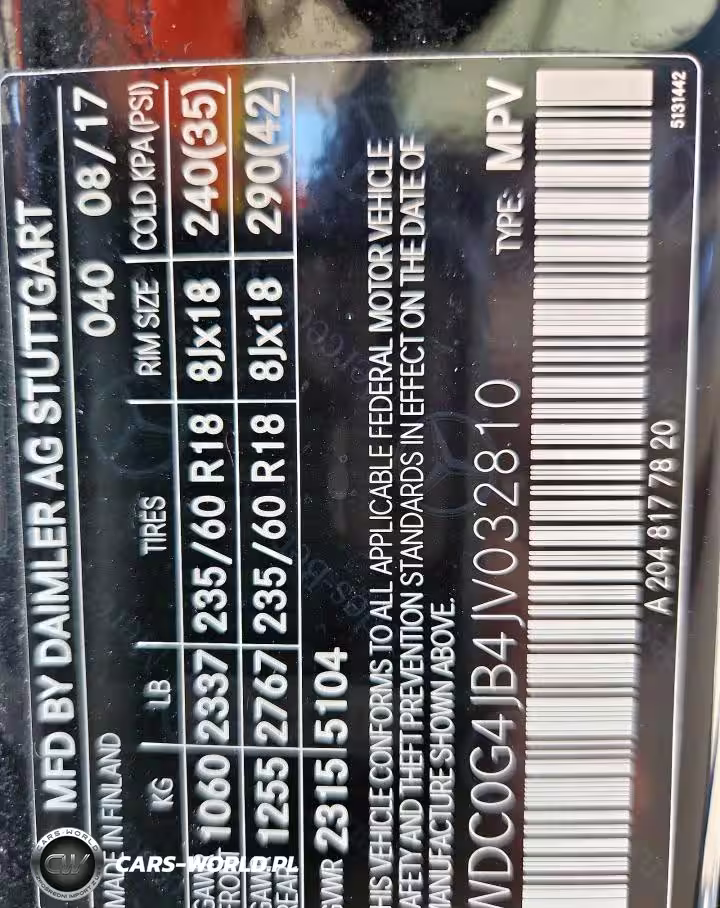 MFD BY DAIMLER AG STUTTGART
MADE IN FINLAND 040 08/17
KG LB TIRES RIM SIZE COLD KPA(PSI)
GAWR FRONT 1060 2337 235/60 R18 8Jx18 240(35)
GAWR REAR 1255 2767 235/60 R18 8Jx18 290(42)
GVWR 2315 5104
THIS VEHICLE CONFORMS TO ALL APPLICABLE FEDERAL MOTOR VEHICLE
SAFETY AND THEFT PREVENTION STANDARDS IN EFFECT ON THE DATE OF
MANUFACTURE SHOWN ABOVE.
WDC0G4JB4JV032810 TYPE: MPV
A 204 817 78 20
5131442
CARS-WORLD
CW
CARS-WORLD.PL